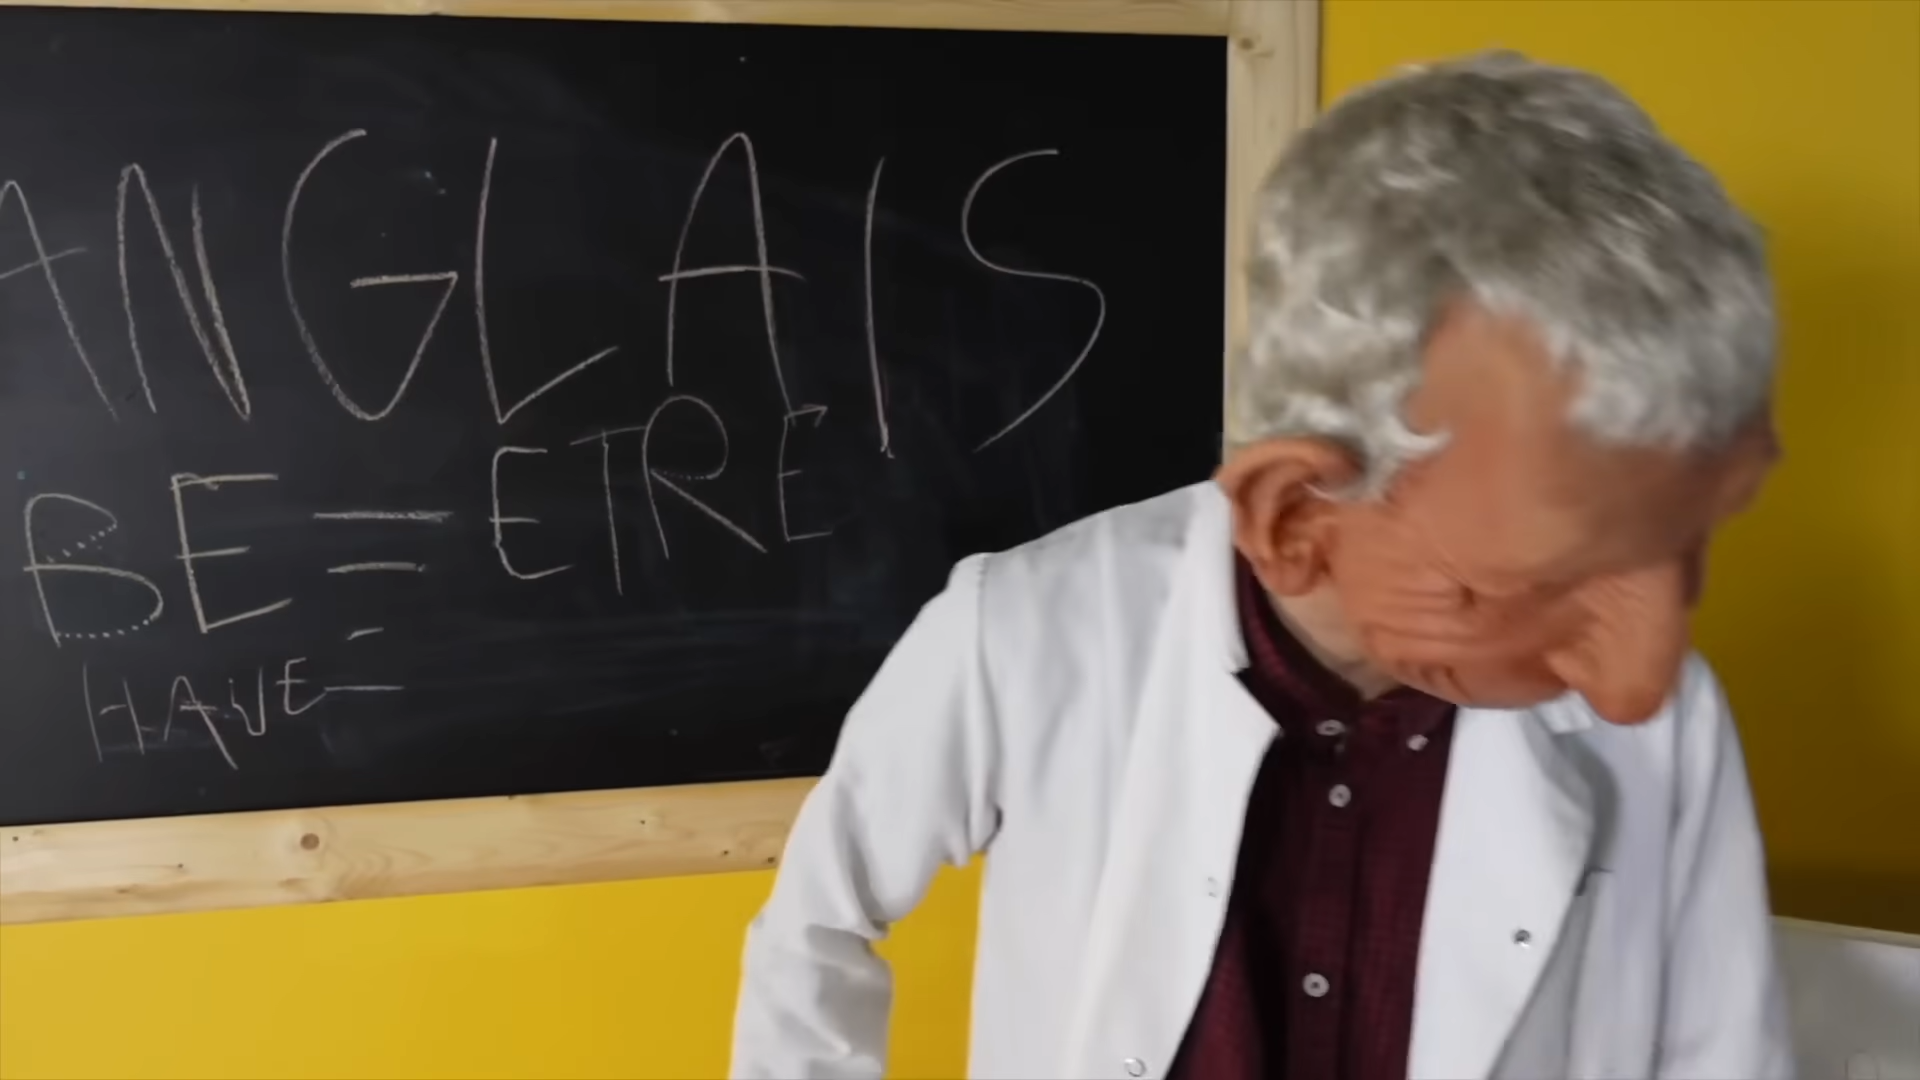 ANGLAIS
BE = ETRE
HAVE =